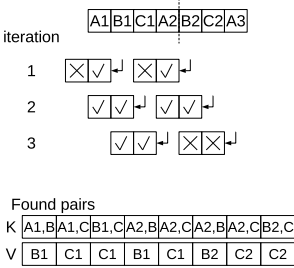 A1 B1 C1 A2 B2 C2 A3
iteration
1
2
3
Found pairs
K A1,B A1,C B1,C A2,B A2,C A2,B A2,C B2,C
V B1 C1 C1 B1 C1 B2 C2 C2